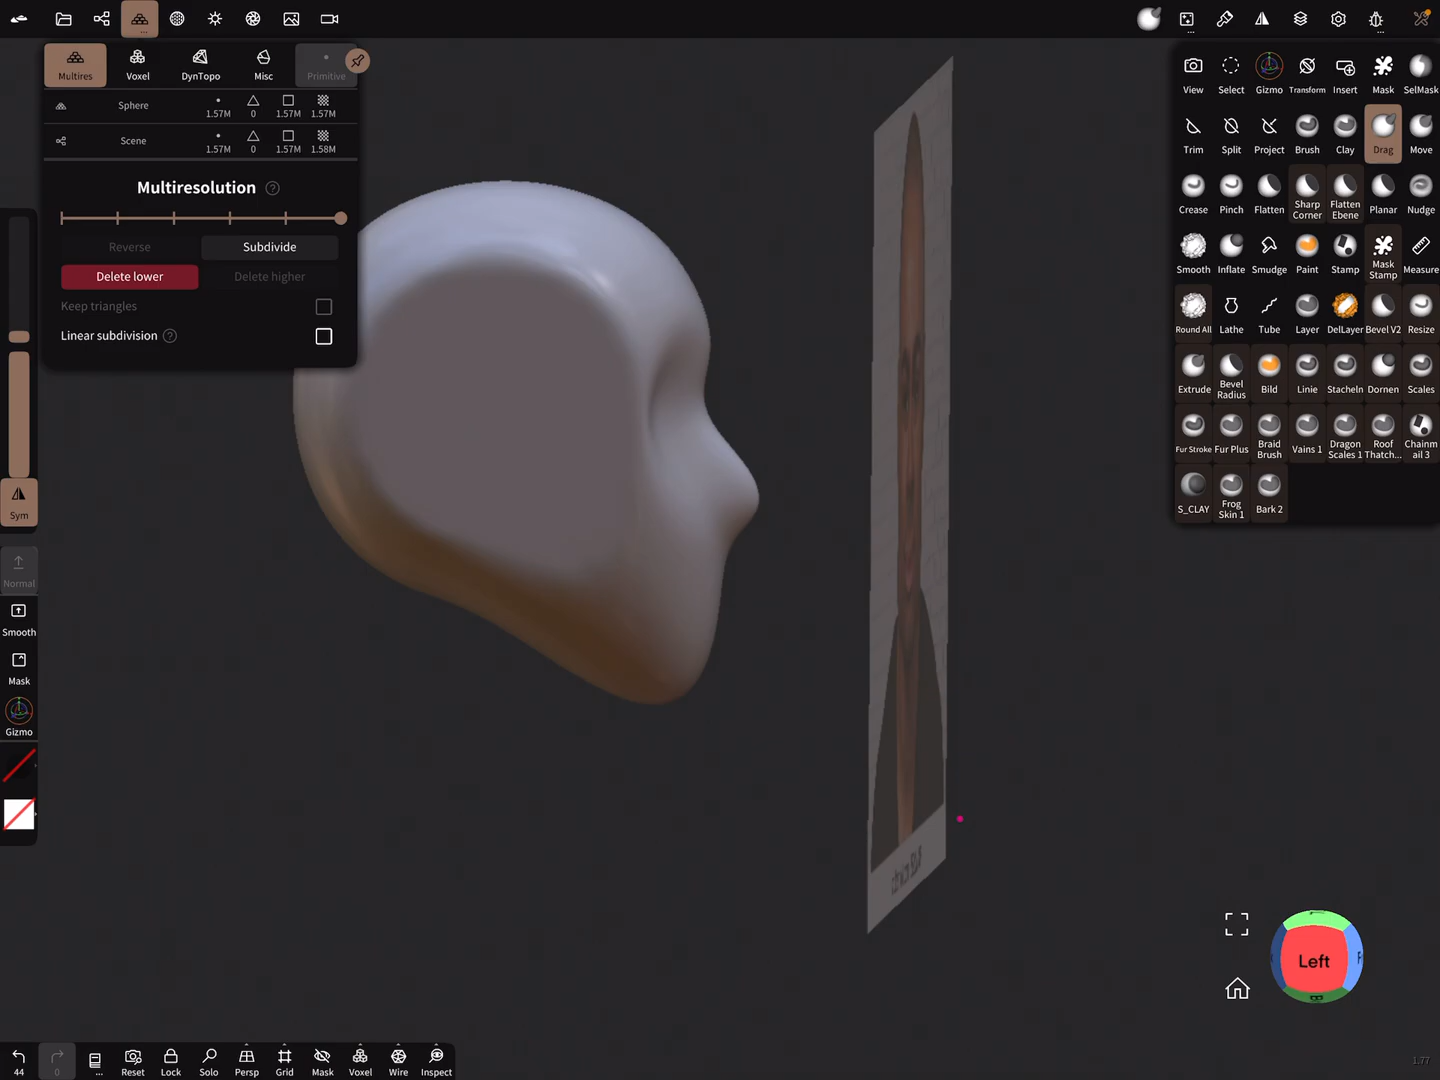 Multires Voxel DynTopo Misc Primitive
Sphere 1.57M 0 1.57M 1.57M
Scene 1.57M 0 1.57M 1.58M
Multiresolution ?
Reverse Subdivide
Delete lower Delete higher
Keep triangles
Linear subdivision ?
Sym
Normal
Smooth
Mask
Gizmo
View Select Gizmo Transform Insert Mask SelMask
Trim Split Project Brush Clay Drag Move
Crease Pinch Flatten Sharp Corner Flatten Ebene Planar Nudge
Smooth Inflate Smudge Paint Stamp Mask Stamp Measure
Round All Lathe Tube Layer DelLayer Bevel V2 Resize
Extrude Bevel Radius Bild Linie Stacheln Dornen Scales
Fur Stroke Fur Plus Braid Brush Vains 1 Dragon Scales 1 Roof Thatch... Chainm ail 3
S_CLAY Frog Skin 1 Bark 2
Left
44 0 ... Reset Lock Solo Persp Grid Mask Voxel Wire Inspect
1.77